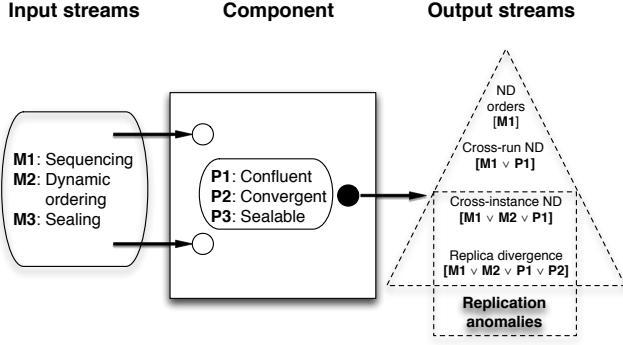 Input streams
Component
Output streams
M1: Sequencing
M2: Dynamic
ordering
M3: Sealing
P1: Confluent
P2: Convergent
P3: Sealable
ND
orders
[M1]
Cross-run ND
[M1 ∨ P1]
Cross-instance ND
[M1 ∨ M2 ∨ P1]
Replica divergence
[M1 ∨ M2 ∨ P1 ∨ P2]
Replication
anomalies